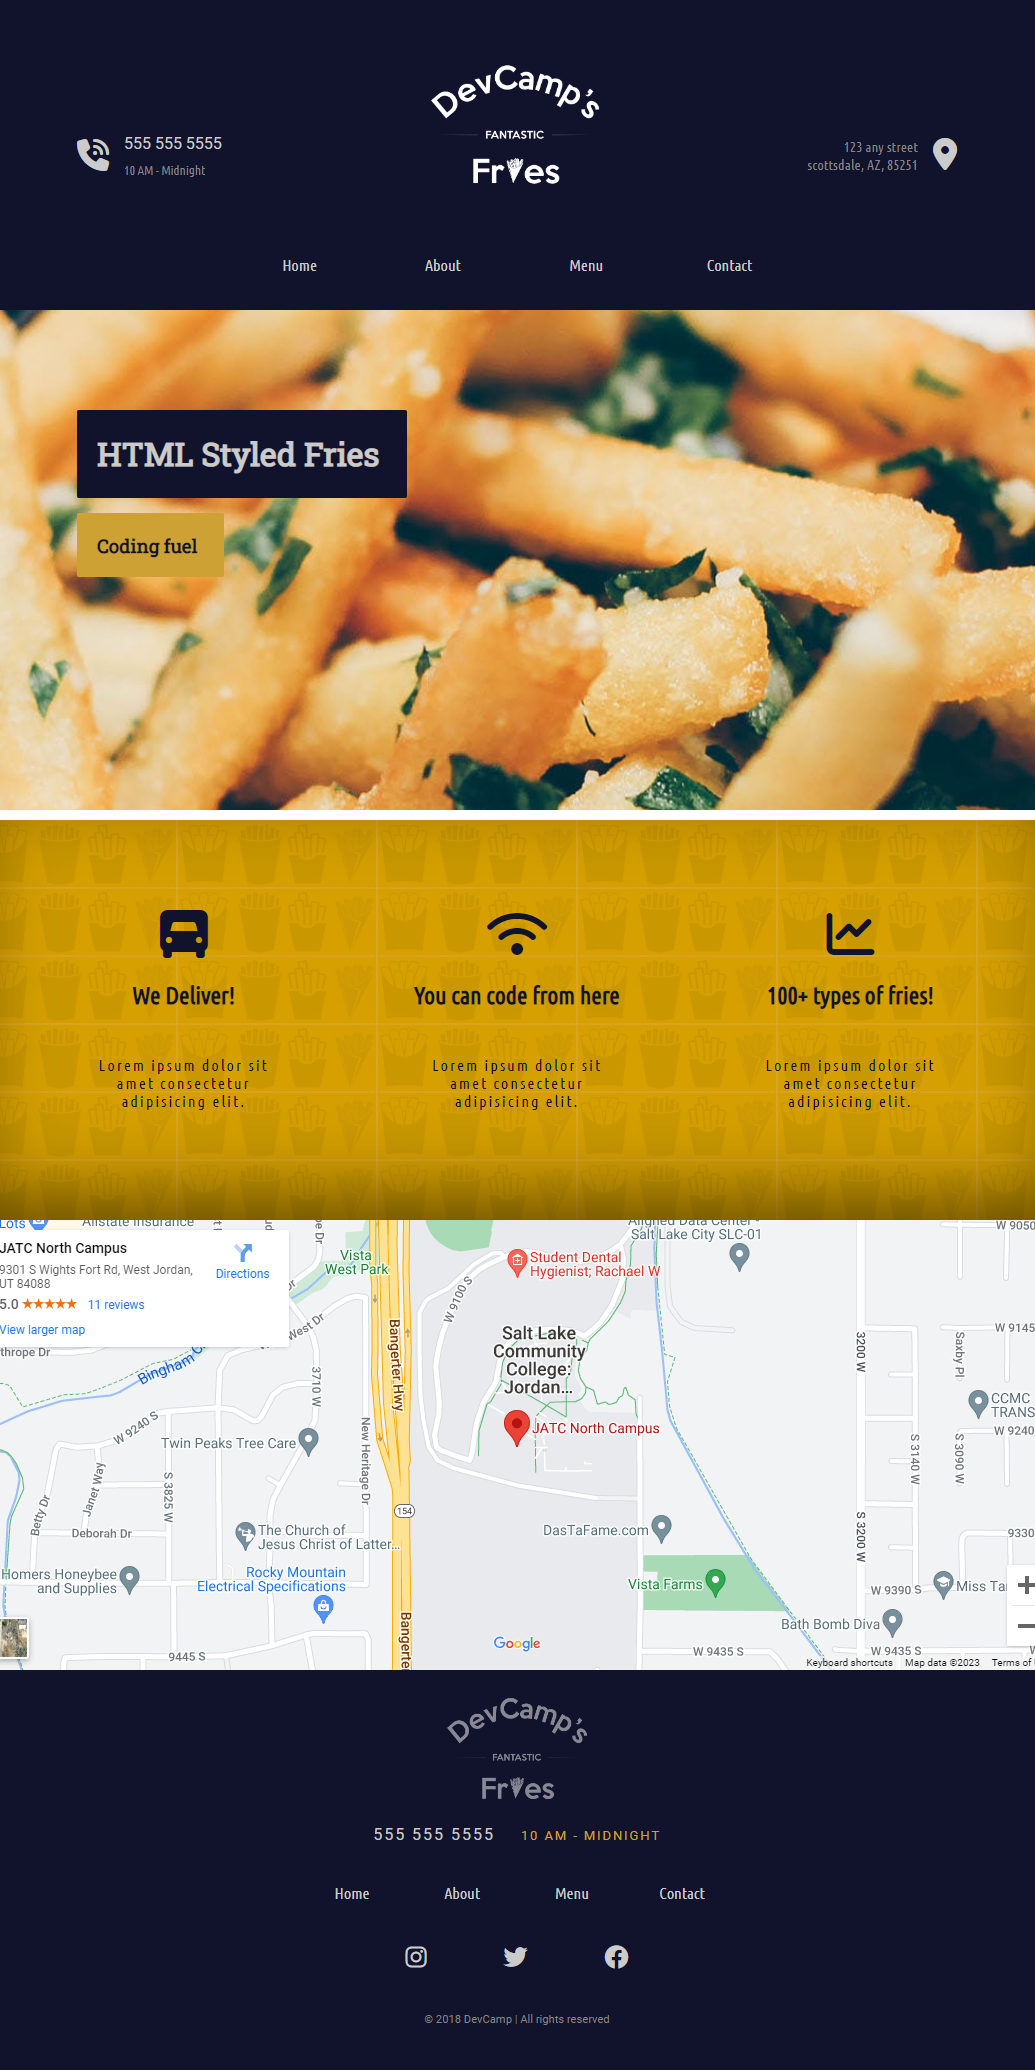 DevCamp's
FANTASTIC
Fries
555 555 5555
10 AM - Midnight
123 any street
scottsdale, AZ, 85251
Home
About
Menu
Contact
HTML Styled Fries
Coding fuel
We Deliver!
You can code from here
100+ types of fries!
Lorem ipsum dolor sit
amet consectetur
adipisicing elit.
Lorem ipsum dolor sit
amet consectetur
adipisicing elit.
Lorem ipsum dolor sit
amet consectetur
adipisicing elit.
Lots
Allstate Insurance
JATC North Campus
9301 S Wights Fort Rd, West Jordan,
UT 84088
5.0
11 reviews
View larger map
Directions
thrope Dr
Bingham
West Dr
Vista
West Park
Bangerter Hwy
W 9100 S
Student Dental
Hygienist; Rachael W
Aligned Data Center -
Salt Lake City SLC-01
W 9050
Salt Lake
Community
College:
Jordan...
JATC North Campus
3200 W
Saxby Pl
W 9145
CCMC
TRANS
W 9240
S 3140 W
S 3090 W
3710 W
W 9240 S
Twin Peaks Tree Care
New Heritage Dr
S 3825 W
Janet Way
Betty Dr
Deborah Dr
154
The Church of
Jesus Christ of Latter...
Homers Honeybee
and Supplies
Rocky Mountain
Electrical Specifications
DasTaFame.com
S 3200 W
9330
Vista Farms
W 9390 S
Miss Ta
Bath Bomb Diva
9445 S
Bangerter
Google
W 9435 S
W 9435 S
Keyboard shortcuts
Map data ©2023
Terms of
DevCamp's
FANTASTIC
Fries
555 555 5555
10 AM - MIDNIGHT
Home
About
Menu
Contact
© 2018 DevCamp | All rights reserved